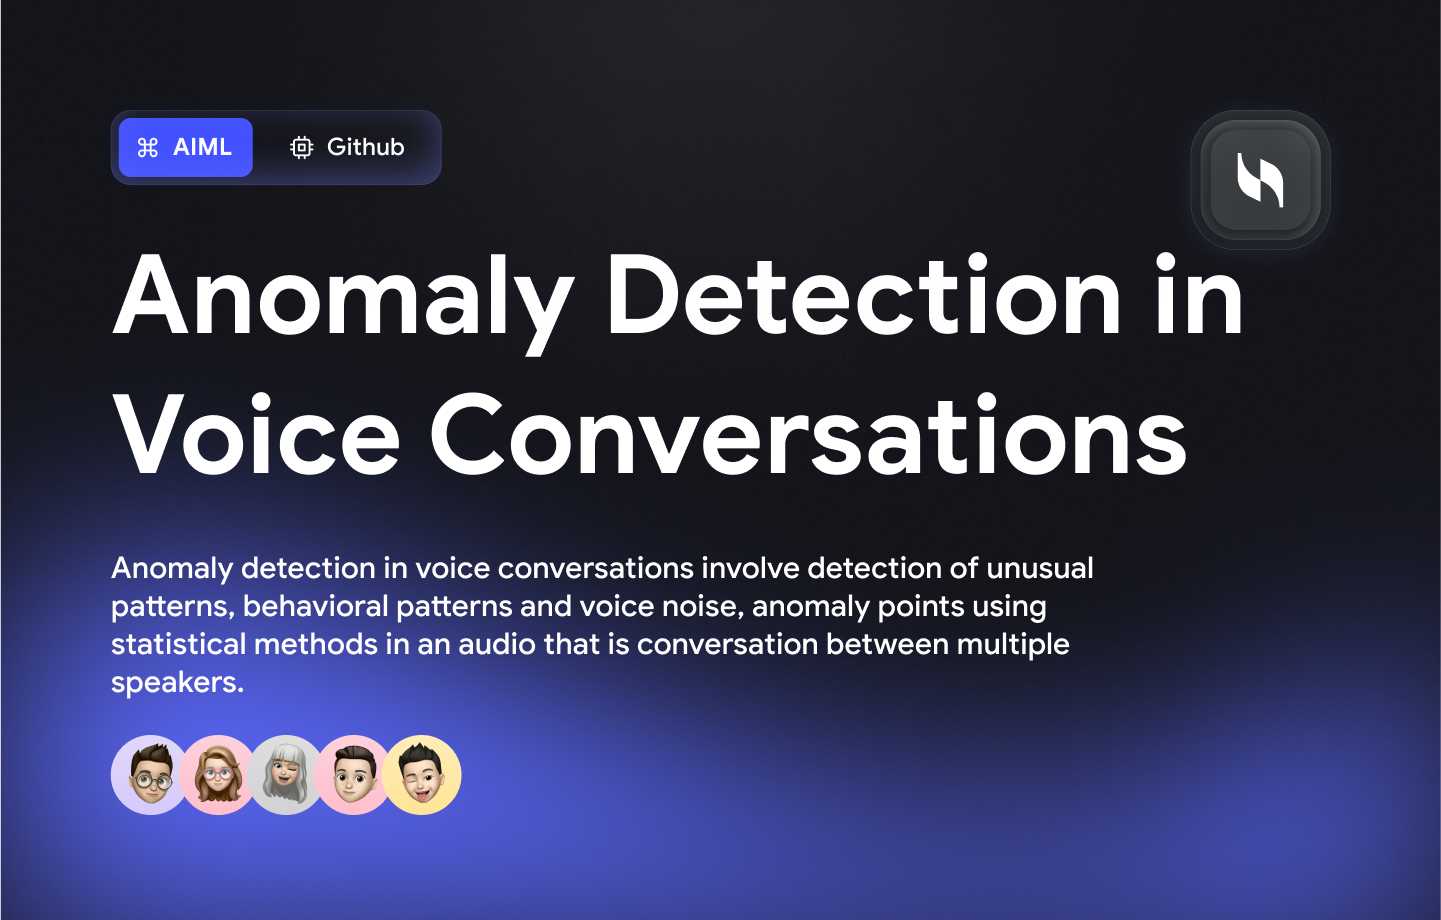 AIML Github
Anomaly Detection in
Voice Conversations
Anomaly detection in voice conversations involve detection of unusual
patterns, behavioral patterns and voice noise, anomaly points using
statistical methods in an audio that is conversation between multiple
speakers.